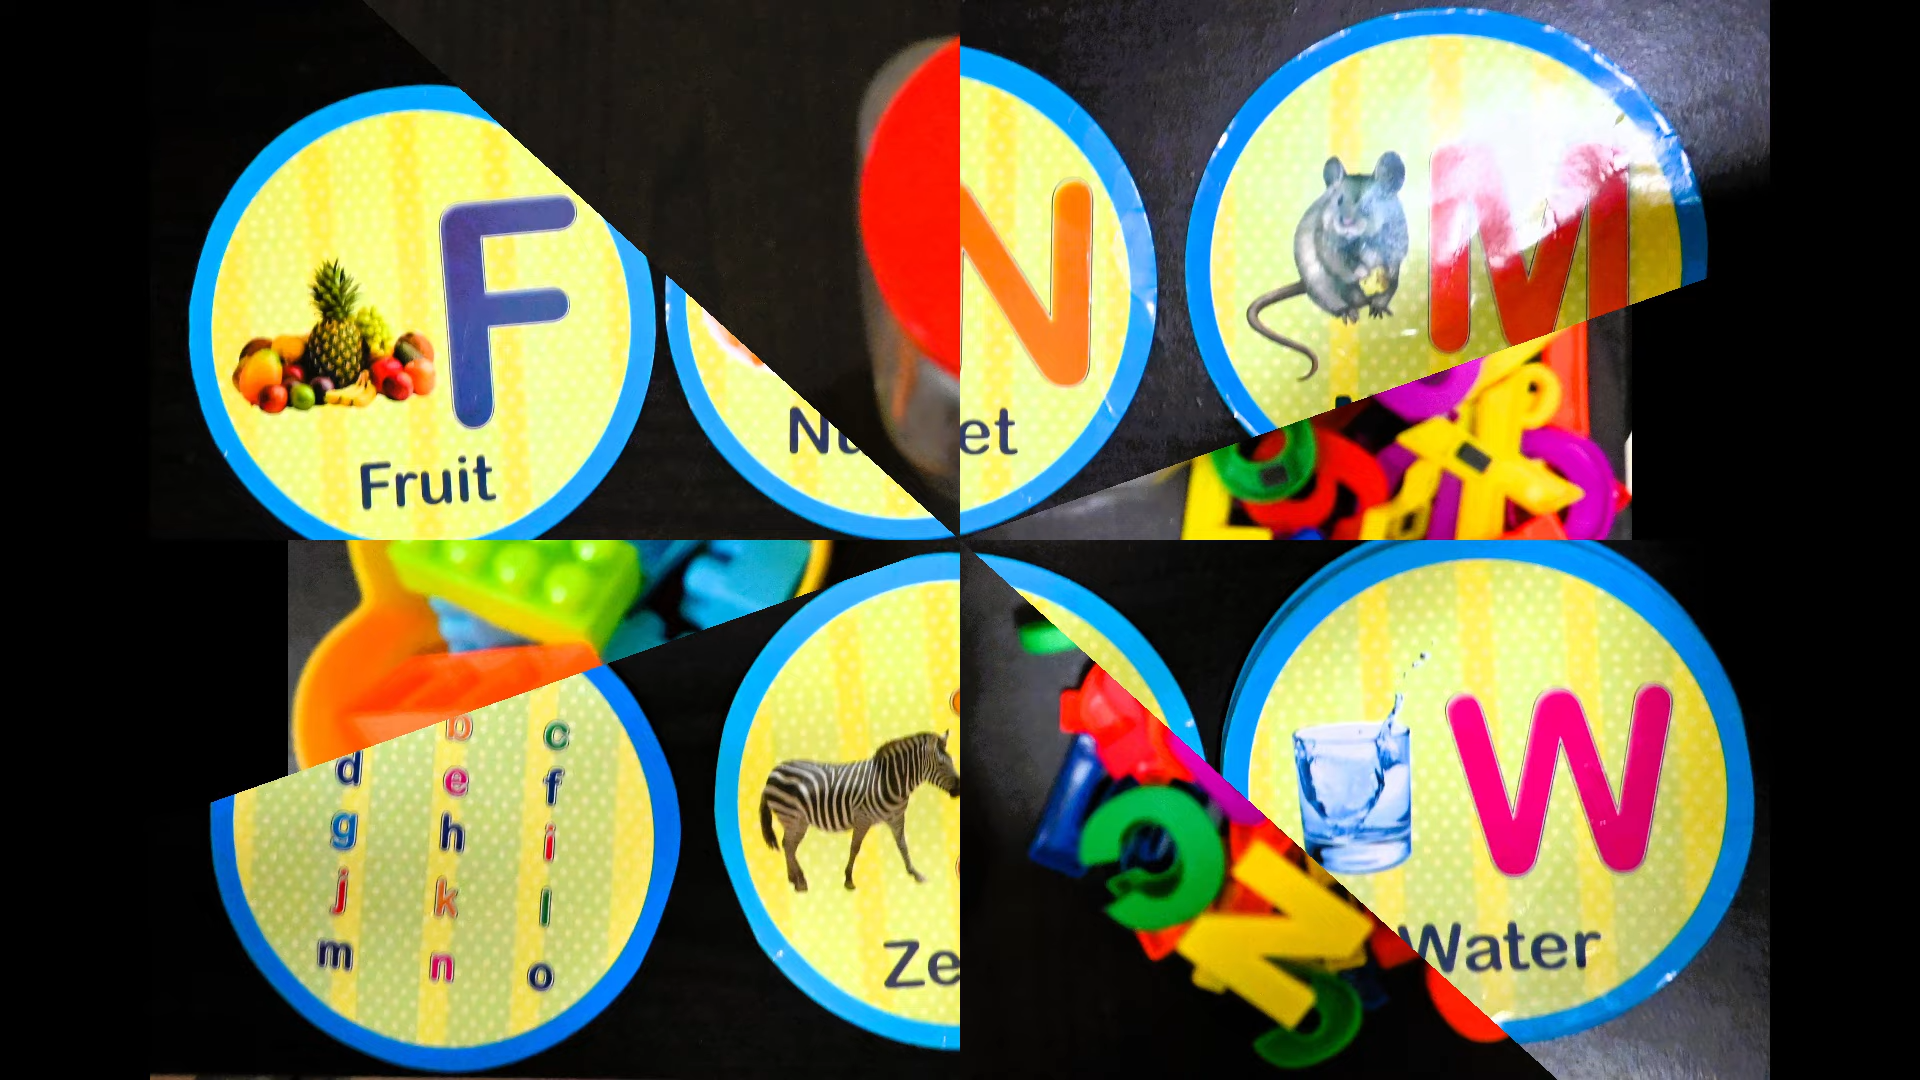 F
Fruit
N
et
M
b c
d e f
g h i
j k l
m n o
Ze
W
Water